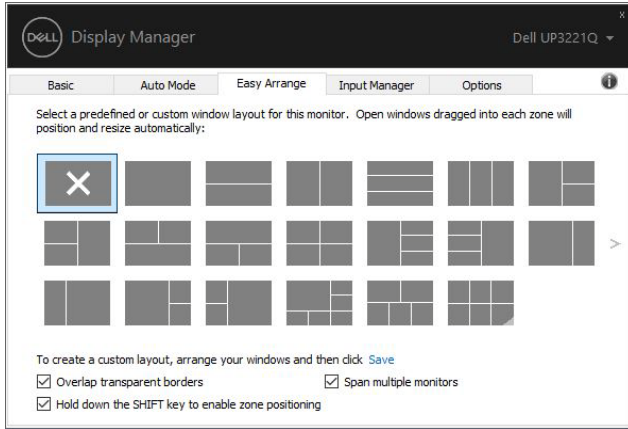 DELL Display Manager
Dell UP3221Q
Basic Auto Mode Easy Arrange Input Manager Options
Select a predefined or custom window layout for this monitor. Open windows dragged into each zone will
position and resize automatically:
To create a custom layout, arrange your windows and then click Save
Overlap transparent borders
Span multiple monitors
Hold down the SHIFT key to enable zone positioning